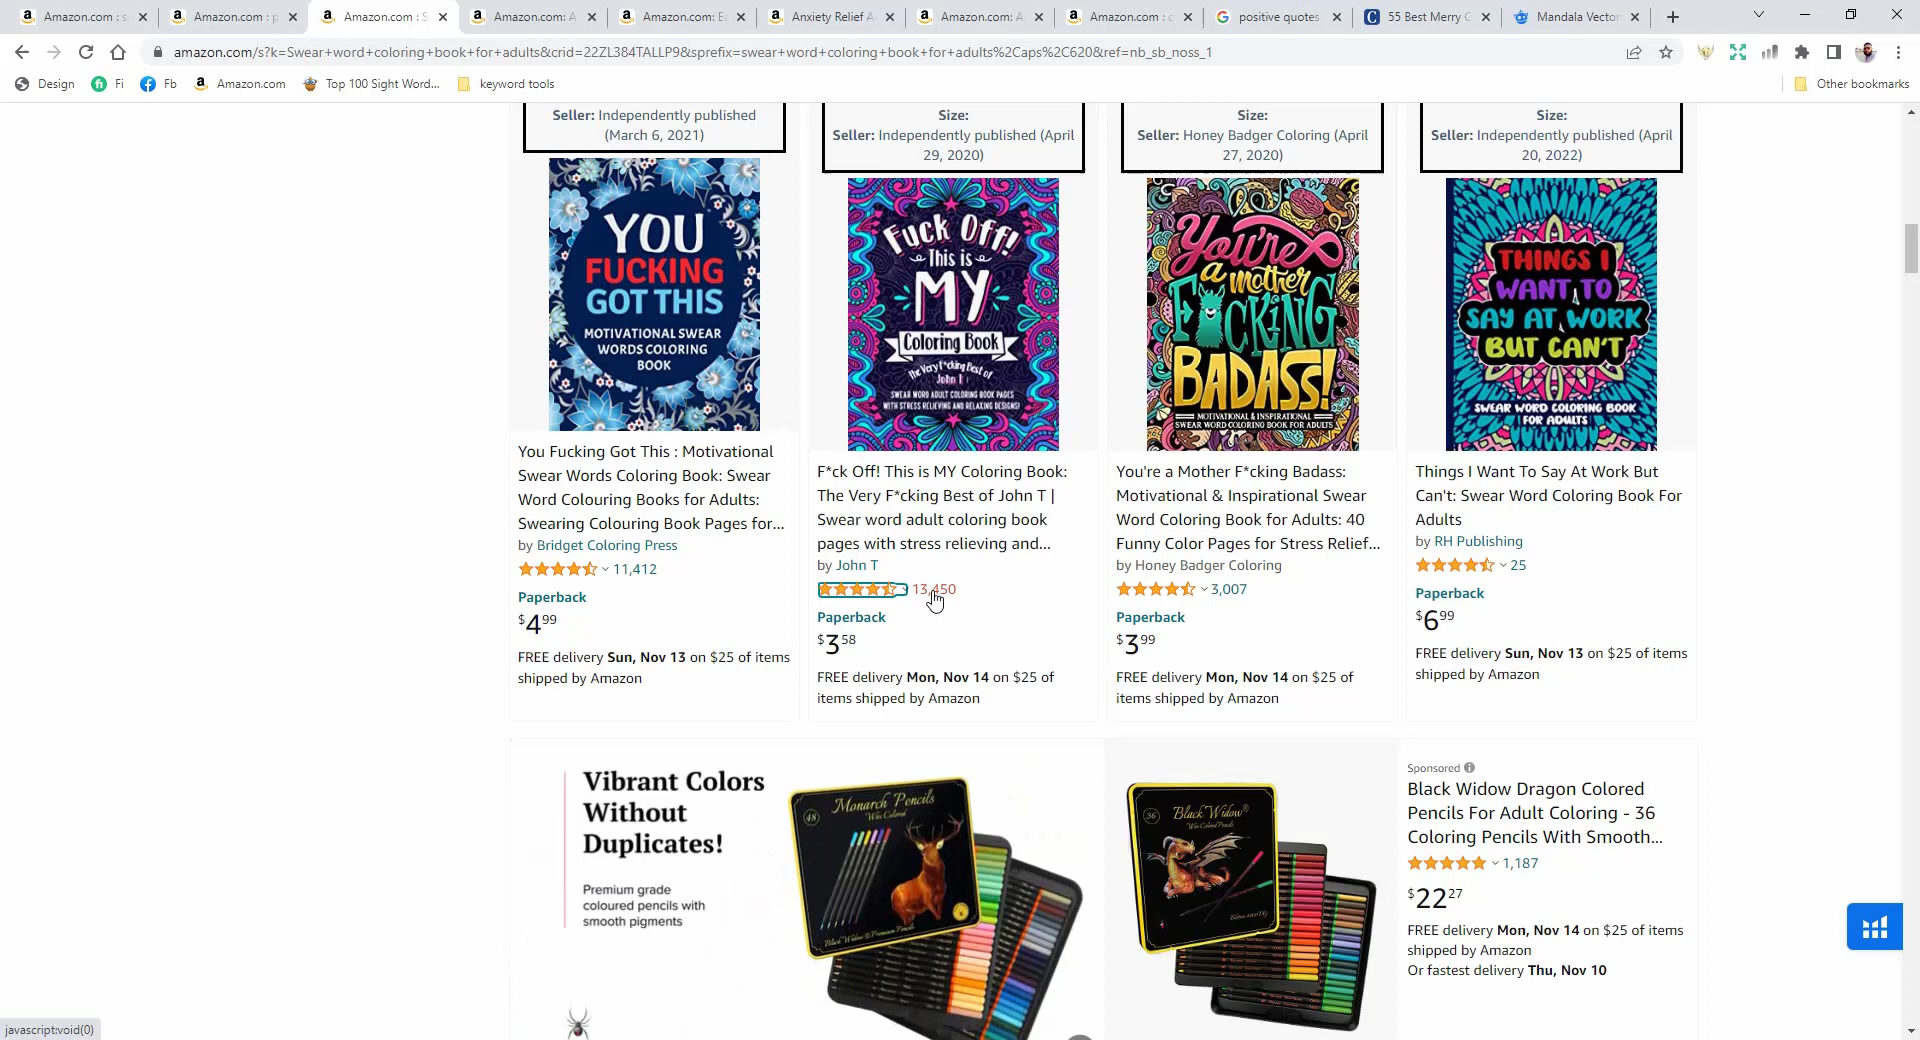 Amazon.com : s
Amazon.com : p
Amazon.com : S
Amazon.com: A
Amazon.com: E
Anxiety Relief A
Amazon.com: A
Amazon.com : c
positive quotes
55 Best Merry C
Mandala Vector
amazon.com/s?k=Swear+word+coloring+book+for+adults&crid=22ZL384TALLP9&sprefix=swear+word+coloring+book+for+adults%2Caps%2C620&ref=nb_sb_noss_1
Design
Fi
Fb
Amazon.com
Top 100 Sight Word...
keyword tools
Other bookmarks
Seller: Independently published
(March 6, 2021)
YOU
FUCKING
GOT THIS
MOTIVATIONAL SWEAR
WORDS COLORING
BOOK
You Fucking Got This : Motivational
Swear Words Coloring Book: Swear
Word Colouring Books for Adults:
Swearing Colouring Book Pages for...
by Bridget Coloring Press
11,412
Paperback
$4 99
FREE delivery Sun, Nov 13 on $25 of items
shipped by Amazon
Size:
Seller: Independently published (April
29, 2020)
Fuck Off!
This is
MY
Coloring Book
The Very F*cking Best of
John T
SWEAR WORD ADULT COLORING BOOK PAGES
WITH STRESS RELIEVING AND RELAXING DESIGNS!
F*ck Off! This is MY Coloring Book:
The Very F*cking Best of John T |
Swear word adult coloring book
pages with stress relieving and...
by John T
13,450
Paperback
$3 58
FREE delivery Mon, Nov 14 on $25 of
items shipped by Amazon
Size:
Seller: Honey Badger Coloring (April
27, 2020)
You're
a mother
F*CKING
BADASS!
MOTIVATIONAL & INSPIRATIONAL
SWEAR WORD COLORING BOOK FOR ADULTS
You're a Mother F*cking Badass:
Motivational & Inspirational Swear
Word Coloring Book for Adults: 40
Funny Color Pages for Stress Relief...
by Honey Badger Coloring
3,007
Paperback
$3 99
FREE delivery Mon, Nov 14 on $25 of
items shipped by Amazon
Size:
Seller: Independently published (April
20, 2022)
THINGS I
WANT TO
SAY AT WORK
BUT CAN'T
SWEAR WORD COLORING BOOK
FOR ADULTS
Things I Want To Say At Work But
Can't: Swear Word Coloring Book For
Adults
by RH Publishing
25
Paperback
$6 99
FREE delivery Sun, Nov 13 on $25 of items
shipped by Amazon
Vibrant Colors
Without
Duplicates!
Premium grade
coloured pencils with
smooth pigments
48
Monarch Pencils
Wax Colored
Black Widow Premium Pencils
36
Black Widow
Wax Colored Pencils
Sponsored
Black Widow Dragon Colored
Pencils For Adult Coloring - 36
Coloring Pencils With Smooth...
1,187
$22 27
FREE delivery Mon, Nov 14 on $25 of items
shipped by Amazon
Or fastest delivery Thu, Nov 10
javascript:void(0)